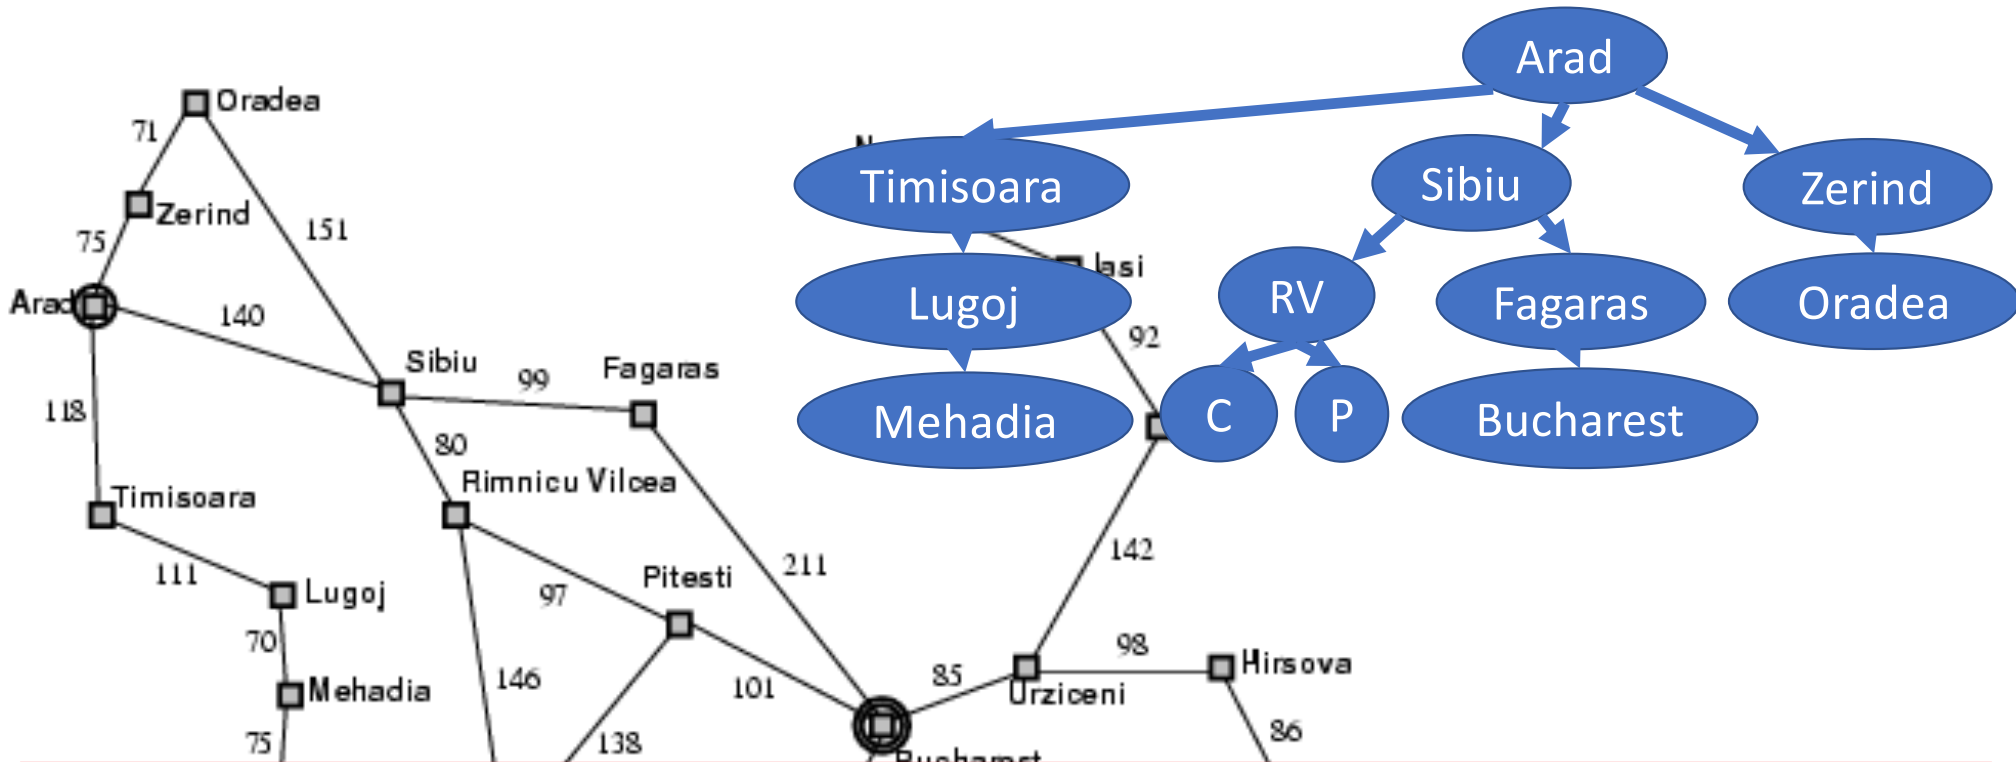 Oradea
71
Zerind
151
75
Arad
140
Sibiu
99
Fagaras
118
80
Rimnicu Vilcea
Timisoara
111
Lugoj
97
Pitesti
211
70
Mehadia
146
101
85
Urziceni
98
Hirsova
142
92
Iasi
75
138
86
Bucharest
Arad
Timisoara
Sibiu
Zerind
Lugoj
RV
Fagaras
Oradea
Mehadia
C
P
Bucharest